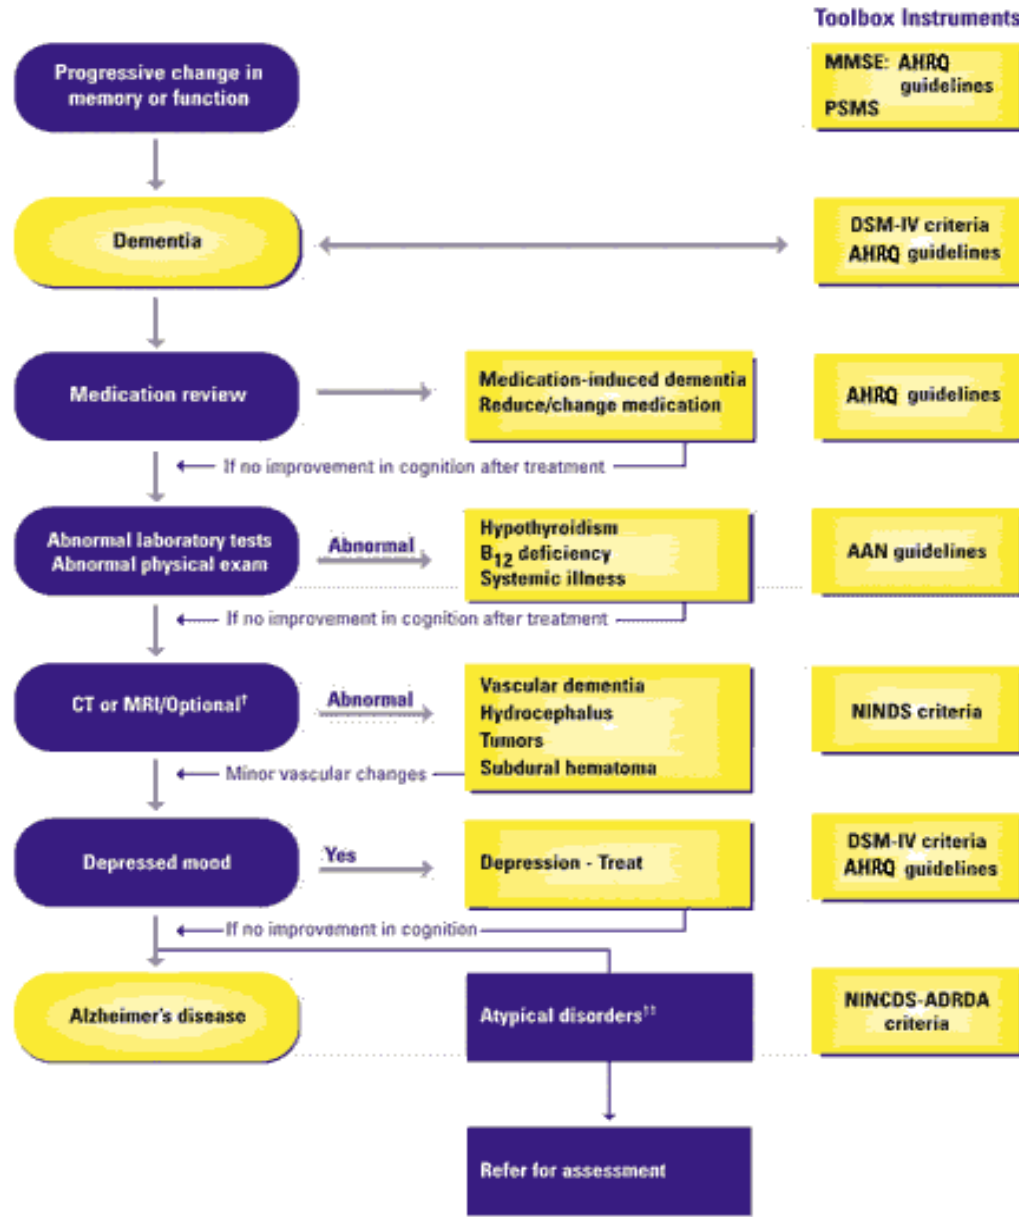 Toolbox Instruments
Progressive change in
memory or function
MMSE: AHRQ
guidelines
PSMS
Dementia
DSM-IV criteria
AHRQ guidelines
Medication review
Medication-induced dementia
Reduce/change medication
AHRQ guidelines
If no improvement in cognition after treatment
Abnormal laboratory tests
Abnormal physical exam
Abnormal
Hypothyroidism
B12 deficiency
Systemic illness
AAN guidelines
If no improvement in cognition after treatment
CT or MRI/Optional†
Abnormal
Vascular dementia
Hydrocephalus
Tumors
Subdural hematoma
NINDS criteria
Minor vascular changes
Depressed mood
Yes
Depression - Treat
DSM-IV criteria
AHRQ guidelines
If no improvement in cognition
Alzheimer's disease
Atypical disorders††
NINCDS-ADRDA
criteria
Refer for assessment